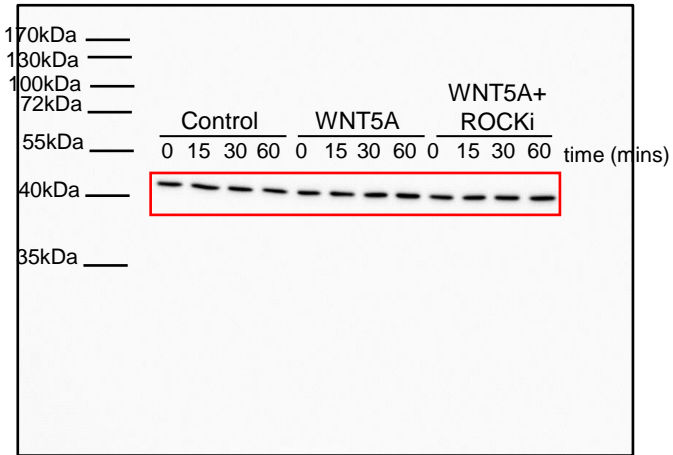 170kDa
130kDa
100kDa
72kDa
WNT5A+
Control WNT5A ROCKi
55kDa 0 15 30 60 0 15 30 60 0 15 30 60 time (mins)
40kDa
35kDa